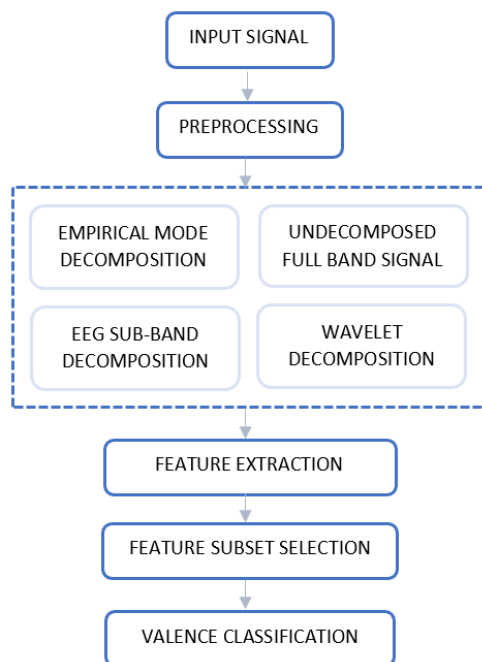 INPUT SIGNAL
PREPROCESSING
EMPIRICAL MODE
DECOMPOSITION
UNDECOMPOSED
FULL BAND SIGNAL
EEG SUB-BAND
DECOMPOSITION
WAVELET
DECOMPOSITION
FEATURE EXTRACTION
FEATURE SUBSET SELECTION
VALENCE CLASSIFICATION